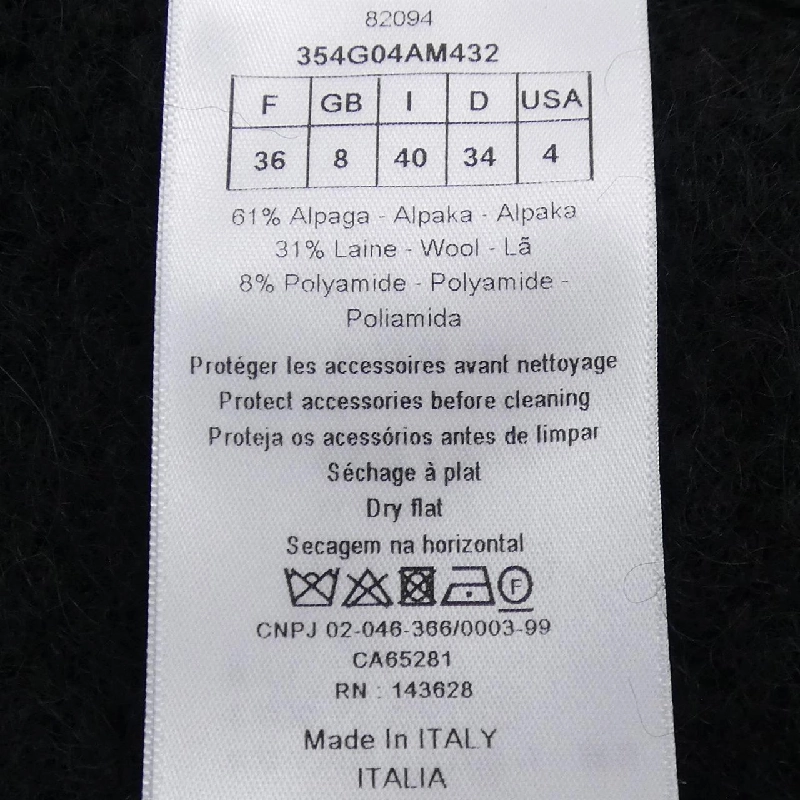 82094
354G04AM432
F GB I D USA
36 8 40 34 4
61% Alpaga - Alpaka - Alpaka
31% Laine - Wool - Lã
8% Polyamide - Polyamide -
Poliamida
Protéger les accessoires avant nettoyage
Protect accessories before cleaning
Proteja os acessórios antes de limpar
Séchage à plat
Dry flat
Secagem na horizontal
F
CNPJ 02-046-366/0003-99
CA65281
RN : 143628
Made In ITALY
ITALIA